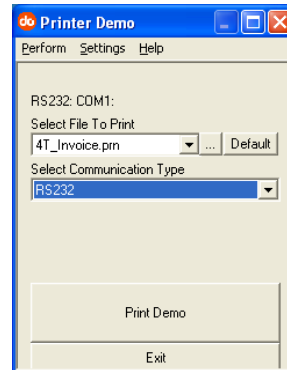 do Printer Demo
Perform Settings Help
RS232: COM1:
Select File To Print
4T_Invoice.prn ... Default
Select Communication Type
RS232
Print Demo
Exit